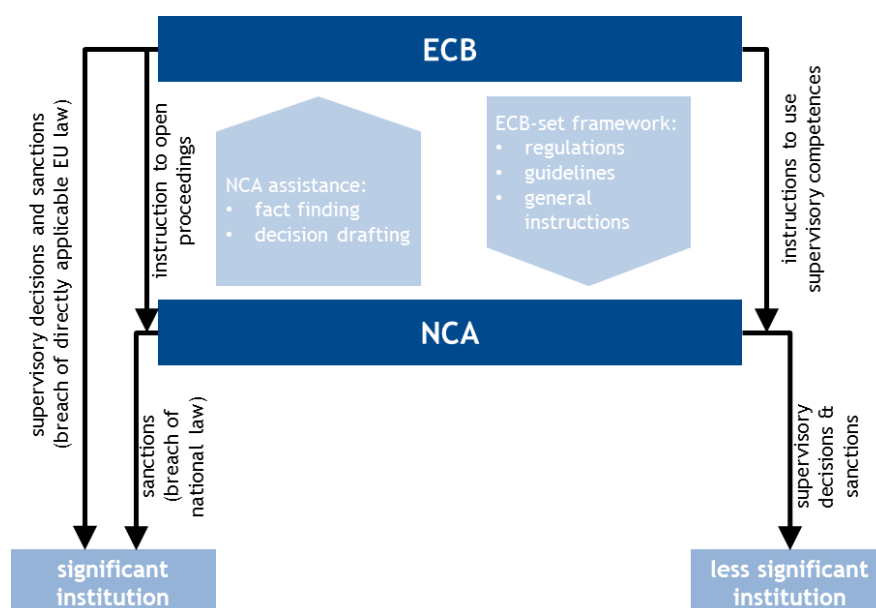 ECB
supervisory decisions and sanctions
(breach of directly applicable EU law)
instruction to open
proceedings
NCA assistance:
• fact finding
• decision drafting
ECB-set framework:
• regulations
• guidelines
• general
instructions
instructions to use
supervisory competences
NCA
sanctions
(breach of
national law)
supervisory
decisions &
sanctions
significant
institution
less significant
institution